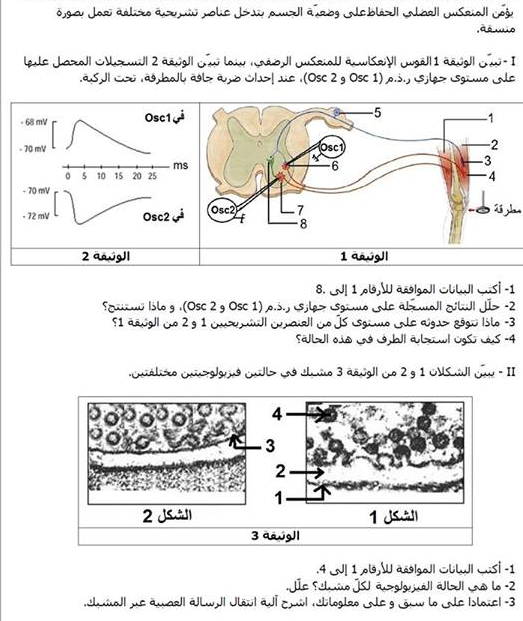 يؤمّن المنعكس العضلي الحفاظ على وضعيّة الجسم بتدخل عناصر تشريحية مختلفة تعمل بصورة
منسقة.
I - تبيّن الوثيقة 1 القوس الإنعكاسية للمنعكس الرضفي، بينما تبيّن الوثيقة 2 التسجيلات المحصل عليها
على مستوى جهازي ر.ذ.م (Osc 1 و Osc 2)، عند إحداث ضربة جافة بالمطرقة، تحت الركبة.
- 68 mV
- 70 mV
في Osc1
0 5 10 15 20 25 ms
- 70 mV
- 72 mV
في Osc2
الوثيقة 2
5
1
Osc1
2
6
3
4
Osc2
7
8
مطرقة
الوثيقة 1
1- أكتب البيانات الموافقة للأرقام 1 إلى 8.
2- حلّل النتائج المسجّلة على مستوى جهازي ر.ذ.م (Osc 1 و Osc 2)، و ماذا تستنتج؟
3- ماذا تتوقع حدوثه على مستوى كلّ من العنصرين التشريحيين 1 و 2 من الوثيقة 1؟
4- كيف تكون استجابة الطرف في هذه الحالة؟
II - يبيّن الشكلان 1 و 2 من الوثيقة 3 مشبك في حالتين فيزيولوجيتين مختلفتين.
4
3
2
1
الشكل 2
الشكل 1
الوثيقة 3
1- أكتب البيانات الموافقة للأرقام 1 إلى 4.
2- ما هي الحالة الفيزيولوجية لكلّ مشبك؟ علّل.
3- اعتمادا على ما سبق و على معلوماتك، اشرح آلية انتقال الرسالة العصبية عبر المشبك.